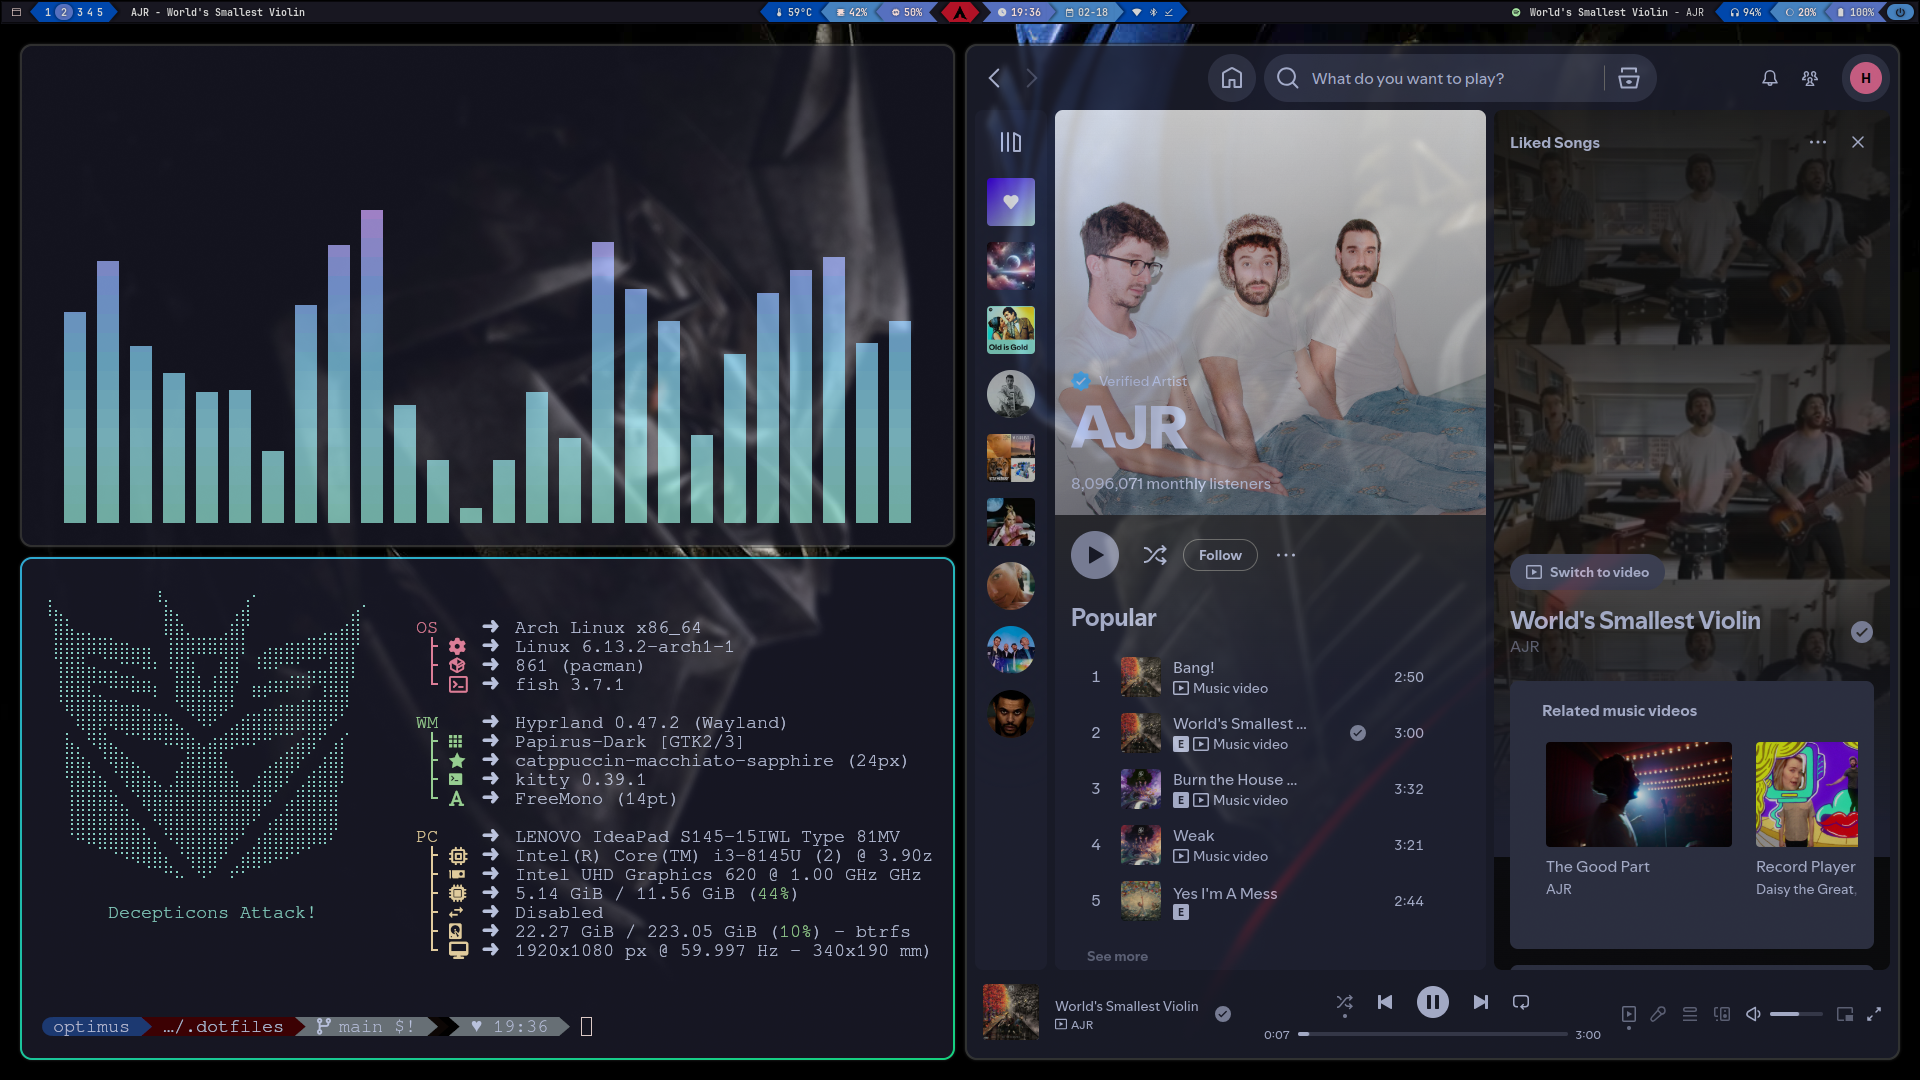 1 2 3 4 5
AJR - World's Smallest Violin
59°C
42%
50%
19:36
02-18
World's Smallest Violin - AJR
94%
20%
100%
OS Arch Linux x86_64
Linux 6.13.2-arch1-1
861 (pacman)
fish 3.7.1
WM Hyprland 0.47.2 (Wayland)
Papirus-Dark [GTK2/3]
catppuccin-macchiato-sapphire (24px)
kitty 0.39.1
FreeMono (14pt)
PC LENOVO IdeaPad S145-15IWL Type 81MV
Intel(R) Core(TM) i3-8145U (2) @ 3.90z
Intel UHD Graphics 620 @ 1.00 GHz GHz
5.14 GiB / 11.56 GiB (44%)
Disabled
22.27 GiB / 223.05 GiB (10%) - btrfs
1920x1080 px @ 59.997 Hz - 340x190 mm)
Decepticons Attack!
optimus …/.dotfiles main $! ♥ 19:36
What do you want to play?
H
Old is Gold
Verified Artist
AJR
8,096,071 monthly listeners
Follow
Popular
1 Bang! 2:50
Music video
2 World's Smallest ... 3:00
E Music video
3 Burn the House ... 3:32
E Music video
4 Weak 3:21
Music video
5 Yes I'm A Mess 2:44
E
See more
Liked Songs
Switch to video
World's Smallest Violin
AJR
Related music videos
The Good Part
AJR
Record Player
Daisy the Great,
World's Smallest Violin
AJR
0:07
3:00